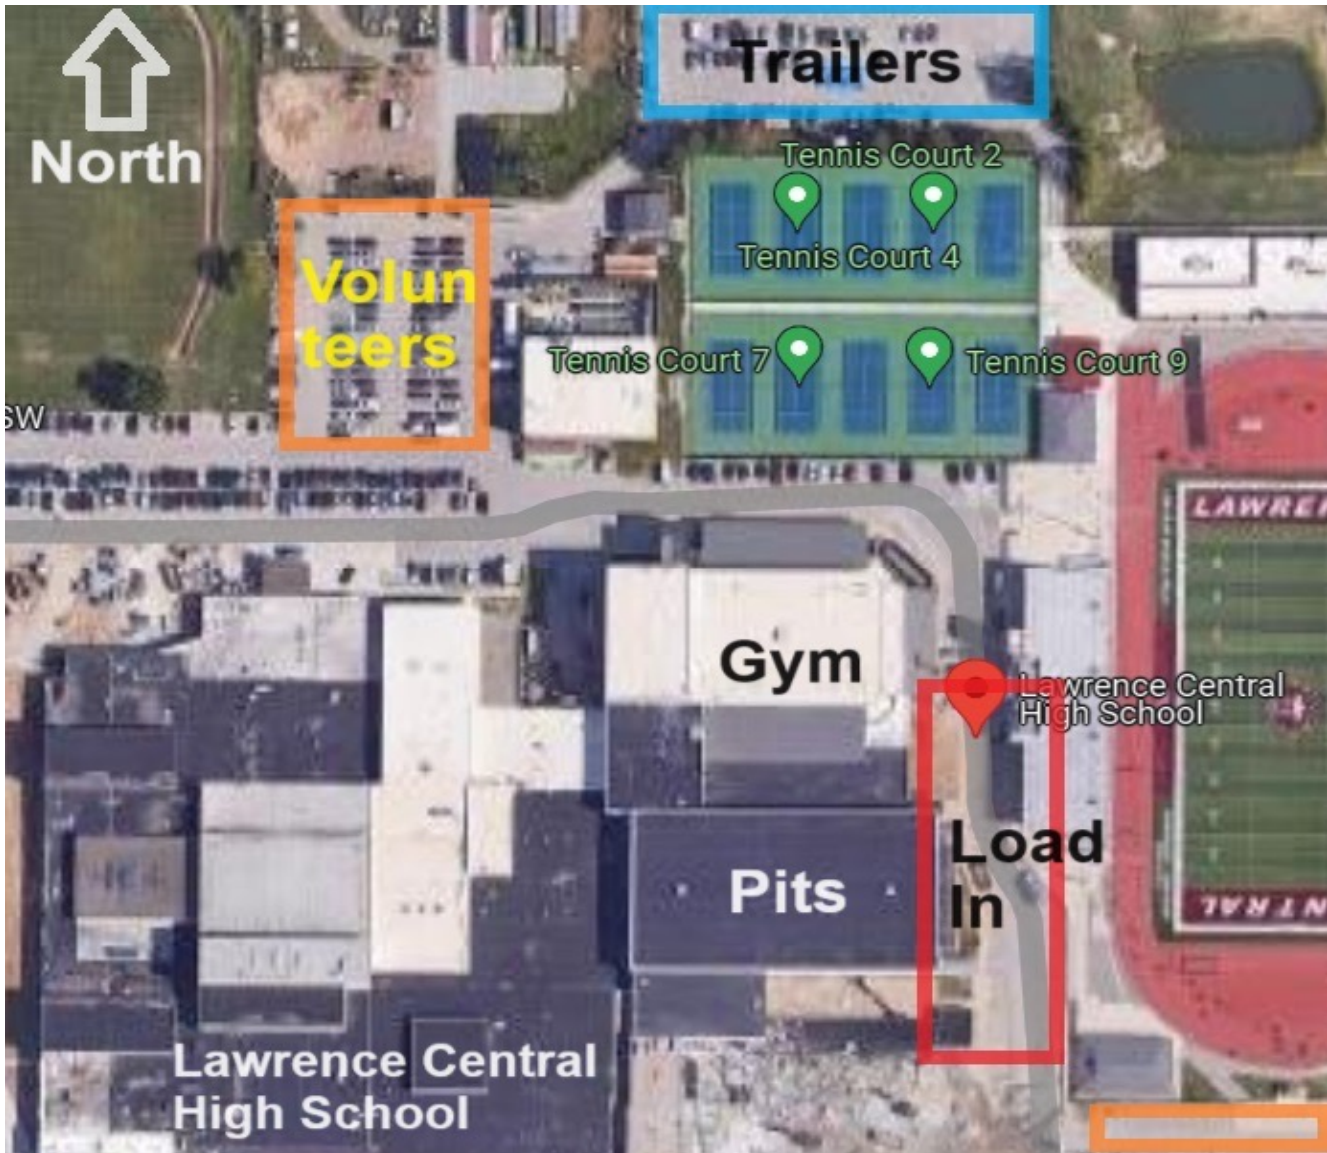 North
Trailers
Tennis Court 2
Tennis Court 4
Volun
teers
Tennis Court 7
Tennis Court 9
SW
LAWREN
Gym
Lawrence Central
High School
Load
In
Pits
NTRAL
Lawrence Central
High School